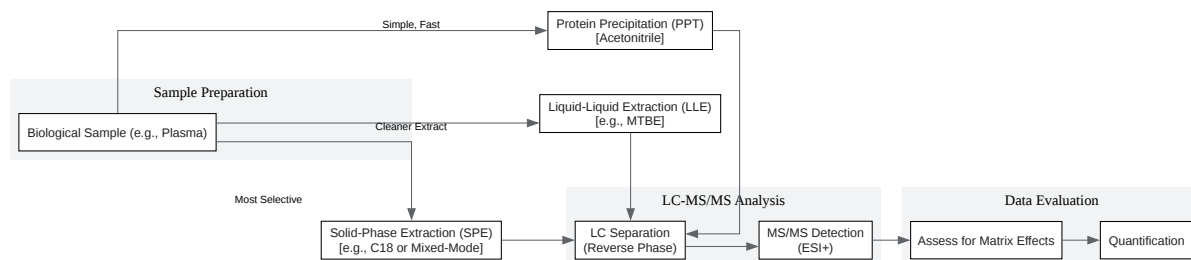 Simple, Fast
Protein Precipitation (PPT)
[Acetonitrile]
Sample Preparation
Biological Sample (e.g., Plasma)
Cleaner Extract
Liquid-Liquid Extraction (LLE)
[e.g., MTBE]
Most Selective
Solid-Phase Extraction (SPE)
[e.g., C18 or Mixed-Mode]
LC-MS/MS Analysis
LC Separation
(Reverse Phase)
MS/MS Detection
(ESI+)
Data Evaluation
Assess for Matrix Effects
Quantification